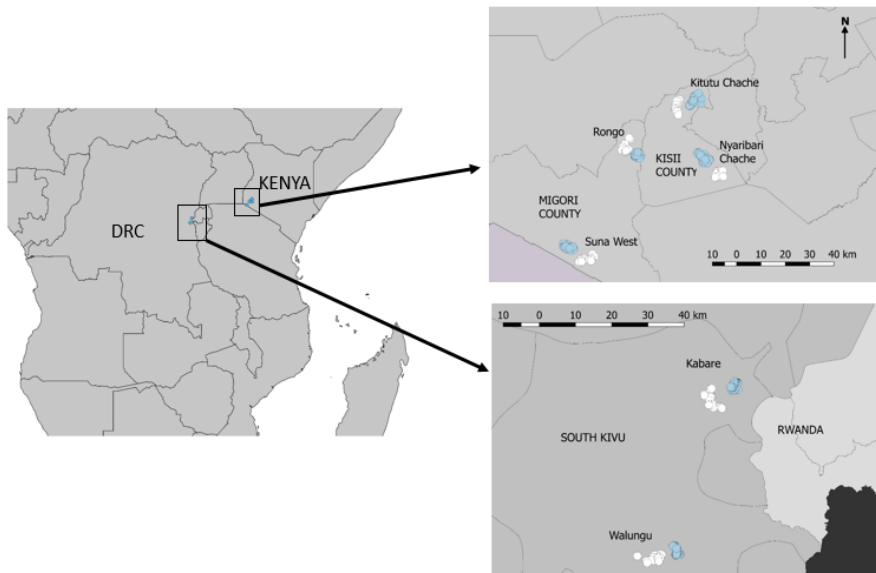 DRC
KENYA
N
Kitutu Chache
Rongo
Nyaribari
Chache
KISII
COUNTY
MIGORI
COUNTY
Suna West
10 0 10 20 30 40 km
10 0 10 20 30 40 km
Kabare
SOUTH KIVU
RWANDA
Walungu